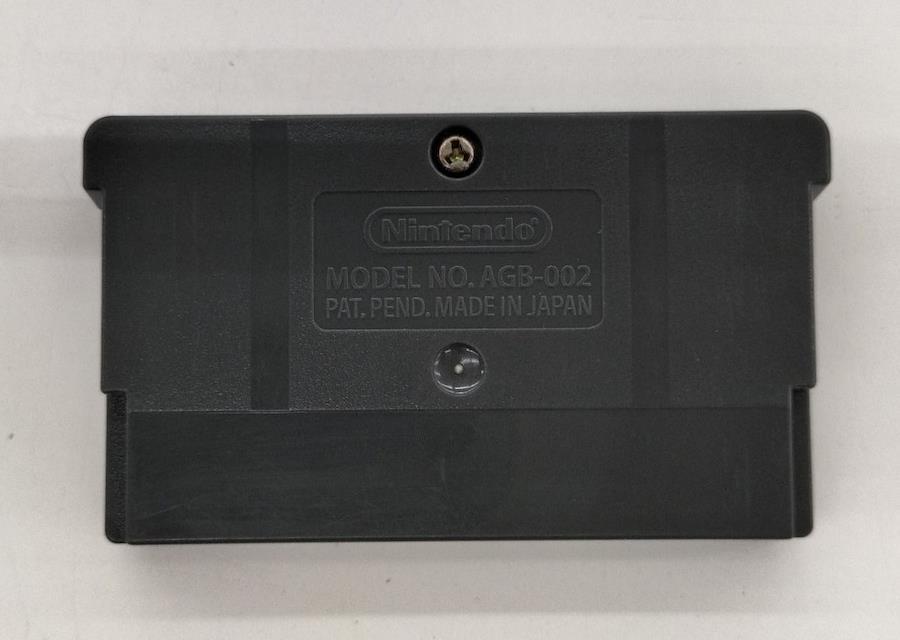 Nintendo®
MODEL NO. AGB-002
PAT. PEND. MADE IN JAPAN